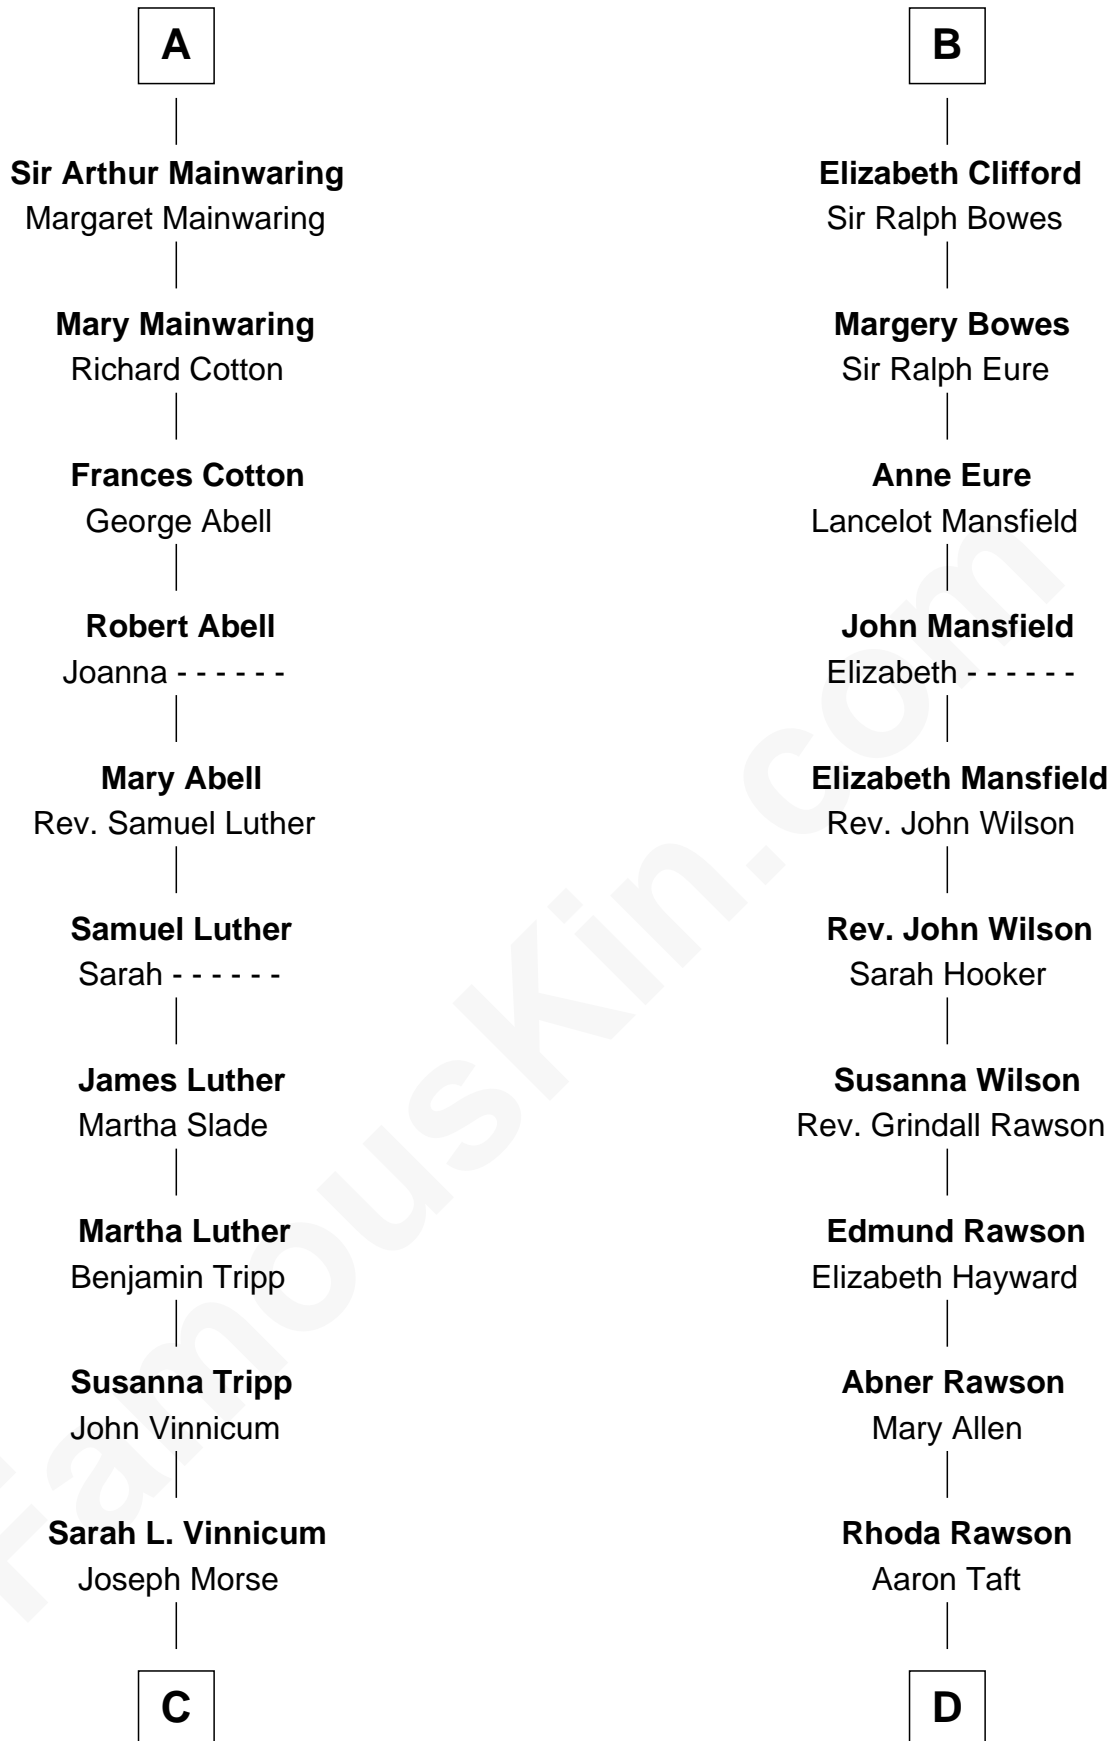 A
Sir Arthur Mainwaring
Margaret Mainwaring
Mary Mainwaring
Richard Cotton
Frances Cotton
George Abell
Robert Abell
Joanna - - - - - -
Mary Abell
Rev. Samuel Luther
Samuel Luther
Sarah - - - - - -
James Luther
Martha Slade
Martha Luther
Benjamin Tripp
Susanna Tripp
John Vinnicum
Sarah L. Vinnicum
Joseph Morse
C
B
Elizabeth Clifford
Sir Ralph Bowes
Margery Bowes
Sir Ralph Eure
Anne Eure
Lancelot Mansfield
John Mansfield
Elizabeth - - - - - -
Elizabeth Mansfield
Rev. John Wilson
Rev. John Wilson
Sarah Hooker
Susanna Wilson
Rev. Grindall Rawson
Edmund Rawson
Elizabeth Hayward
Abner Rawson
Mary Allen
Rhoda Rawson
Aaron Taft
D
FamousKin.com